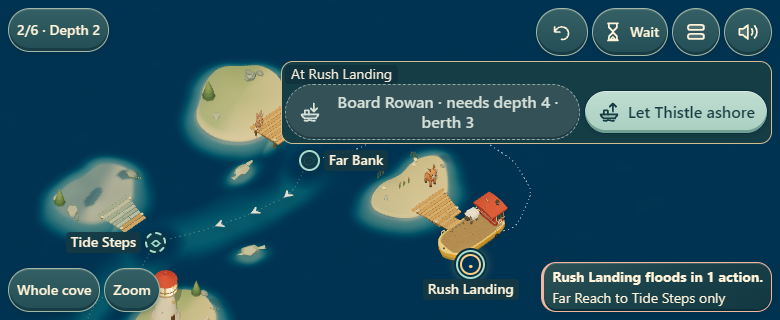 2/6 · Depth 2
Wait
At Rush Landing
Board Rowan · needs depth 4 ·
berth 3
Let Thistle ashore
Far Bank
Tide Steps
Rush Landing
Whole cove
Zoom
Rush Landing floods in 1 action.
Far Reach to Tide Steps only